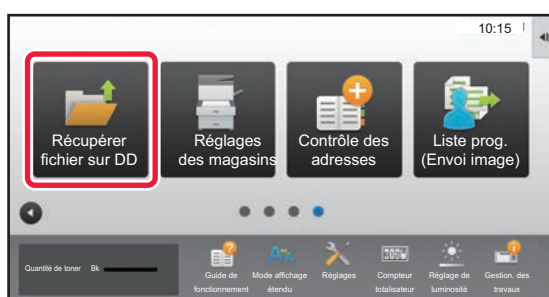 10:15
Récupérer
fichier sur DD
Réglages
des magasins
Contrôle des
adresses
Liste prog.
(Envoi image)
Quantité de toner Bk
Guide de
fonctionnement
Mode affichage
étendu
Réglages
Compteur
totalisateur
Réglage de
luminosité
Gestion. des
travaux